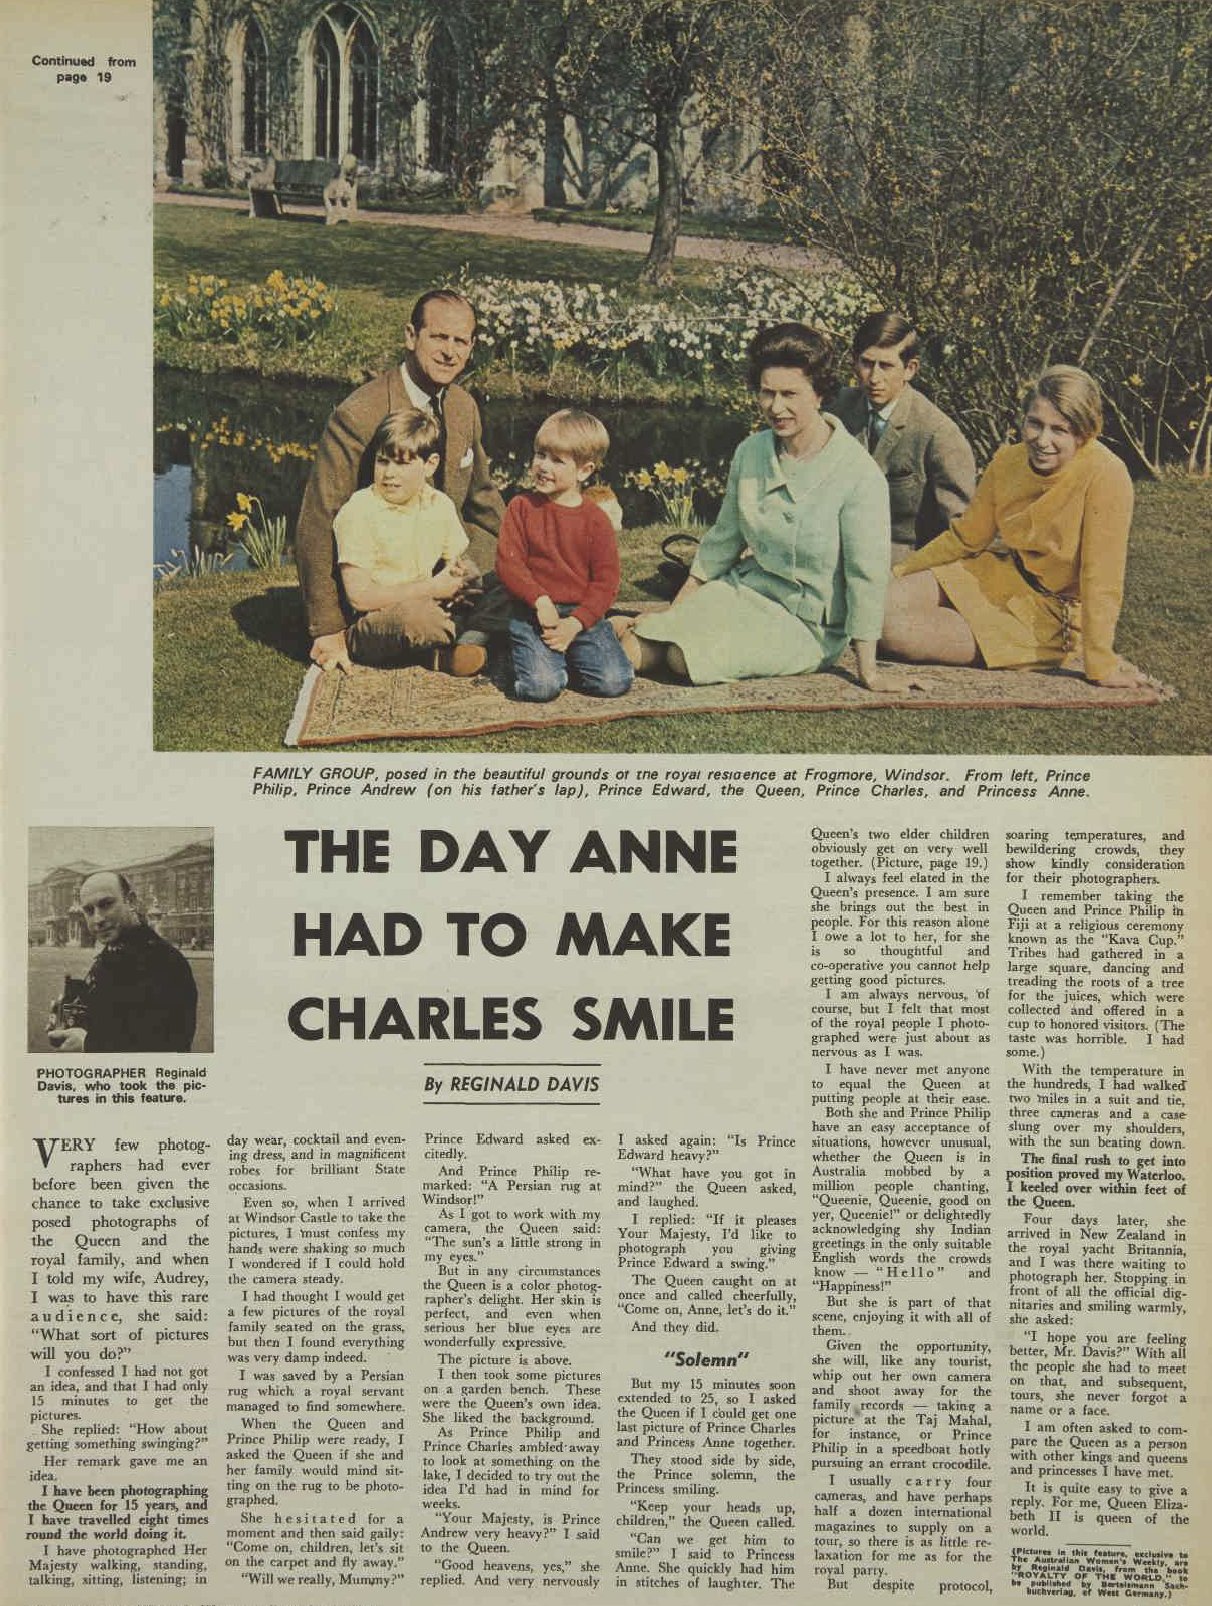 Continued from
page 19
FAMILY GROUP, posed in the beautiful grounds of the royal residence at Frogmore, Windsor. From left, Prince
Philip, Prince Andrew (on his father's lap), Prince Edward, the Queen, Prince Charles, and Princess Anne.
THE DAY ANNE
HAD TO MAKE
CHARLES SMILE
By REGINALD DAVIS
PHOTOGRAPHER Reginald
Davis, who took the pic-
tures in this feature.
VERY few photog-
raphers had ever
before been given the
chance to take exclusive
posed photographs of
the Queen and the
royal family, and when
I told my wife, Audrey,
I was to have this rare
audience, she said:
"What sort of pictures
will you do?"
I confessed I had not got
an idea, and that I had only
15 minutes to get the
pictures.
She replied: "How about
getting something swinging?"
Her remark gave me an
idea.
I have been photographing
the Queen for 15 years, and
I have travelled eight times
round the world doing it.
I have photographed Her
Majesty walking, standing,
talking, sitting, listening; in
day wear, cocktail and even-
ing dress, and in magnificent
robes for brilliant State
occasions.
Even so, when I arrived
at Windsor Castle to take the
pictures, I must confess my
hands were shaking so much
I wondered if I could hold
the camera steady.
I had thought I would get
a few pictures of the royal
family seated on the grass,
but then I found everything
was very damp indeed.
I was saved by a Persian
rug which a royal servant
managed to find somewhere.
When the Queen and
Prince Philip were ready, I
asked the Queen if she and
her family would mind sit-
ting on the rug to be photo-
graphed.
She hesitated for a
moment and then said gaily:
"Come on, children, let's sit
on the carpet and fly away."
"Will we really, Mummy?"
Prince Edward asked ex-
citedly.
And Prince Philip re-
marked: "A Persian rug at
Windsor!"
As I got to work with my
camera, the Queen said:
"The sun's a little strong in
my eyes."
But in any circumstances
the Queen is a color photog-
rapher's delight. Her skin is
perfect, and even when
serious her blue eyes are
wonderfully expressive.
The picture is above.
I then took some pictures
on a garden bench. These
were the Queen's own idea.
She liked the background.
As Prince Philip and
Prince Charles ambled away
to look at something on the
lake, I decided to try out the
idea I'd had in mind for
weeks.
"Your Majesty, is Prince
Andrew very heavy?" I said
to the Queen.
"Good heavens, yes," she
replied. And very nervously
I asked again: "Is Prince
Edward heavy?"
"What have you got in
mind?" the Queen asked,
and laughed.
I replied: "If it pleases
Your Majesty, I'd like to
photograph you giving
Prince Edward a swing."
The Queen caught on at
once and called cheerfully,
"Come on, Anne, let's do it."
And they did.
"Solemn"
But my 15 minutes soon
extended to 25, so I asked
the Queen if I could get one
last picture of Prince Charles
and Princess Anne together.
They stood side by side,
the Prince solemn, the
Princess smiling.
"Keep your heads up,
children," the Queen called.
"Can we get him to
smile?" I said to Princess
Anne. She quickly had him
in stitches of laughter. The
Queen's two elder children
obviously get on very well
together. (Picture, page 19.)
I always feel elated in the
Queen's presence. I am sure
she brings out the best in
people. For this reason alone
I owe a lot to her, for she
is so thoughtful and
co-operative you cannot help
getting good pictures.
I am always nervous, of
course, but I felt that most
of the royal people I photo-
graphed were just about as
nervous as I was.
I have never met anyone
to equal the Queen at
putting people at their ease.
Both she and Prince Philip
have an easy acceptance of
situations, however unusual,
whether the Queen is in
Australia mobbed by a
million people chanting,
"Queenie, Queenie, good on
yer, Queenie!" or delightedly
acknowledging shy Indian
greetings in the only suitable
English words the crowds
know — "Hello" and
"Happiness!"
But she is part of that
scene, enjoying it with all of
them.
Given the opportunity,
she will, like any tourist,
whip out her own camera
and shoot away for the
family records — taking a
picture at the Taj Mahal,
for instance, or Prince
Philip in a speedboat hotly
pursuing an errant crocodile.
I usually carry four
cameras, and have perhaps
half a dozen international
magazines to supply on a
tour, so there is as little re-
laxation for me as for the
royal party.
But despite protocol,
soaring temperatures, and
bewildering crowds, they
show kindly consideration
for their photographers.
I remember taking the
Queen and Prince Philip in
Fiji at a religious ceremony
known as the "Kava Cup."
Tribes had gathered in a
large square, dancing and
treading the roots of a tree
for the juices, which were
collected and offered in a
cup to honored visitors. (The
taste was horrible. I had
some.)
With the temperature in
the hundreds, I had walked
two miles in a suit and tie,
three cameras and a case
slung over my shoulders,
with the sun beating down.
The final rush to get into
position proved my Waterloo.
I keeled over within feet of
the Queen.
Four days later, she
arrived in New Zealand in
the royal yacht Britannia,
and I was there waiting to
photograph her. Stopping in
front of all the official dig-
nitaries and smiling warmly,
she asked:
"I hope you are feeling
better, Mr. Davis?" With all
the people she had to meet
on that, and subsequent,
tours, she never forgot a
name or a face.
I am often asked to com-
pare the Queen as a person
with other kings and queens
and princesses I have met.
It is quite easy to give a
reply. For me, Queen Eliza-
beth II is queen of the
world.
(Pictures in this feature, exclusive to
The Australian Women's Weekly, are
by Reginald Davis, from the book
"ROYALTY OF THE WORLD," to
be published by Bertelsmann Sach-
buchverlag, of West Germany.)